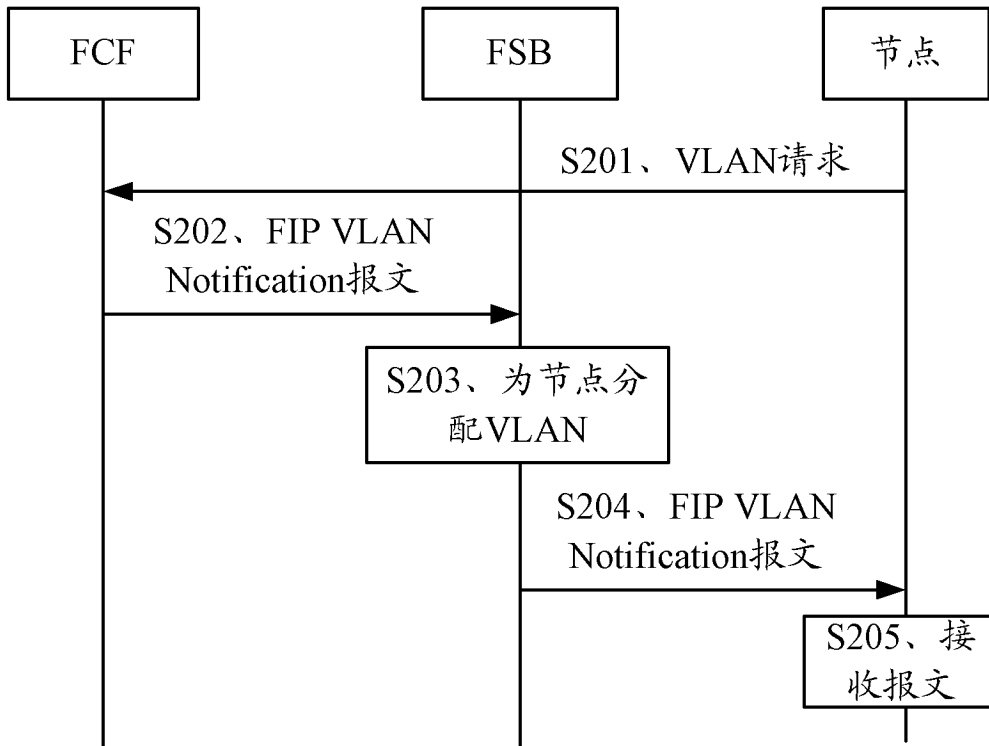 FCF
FSB
节点
S201、VLAN请求
S202、FIP VLAN
Notification报文
S203、为节点分
配VLAN
S204、FIP VLAN
Notification报文
S205、接
收报文